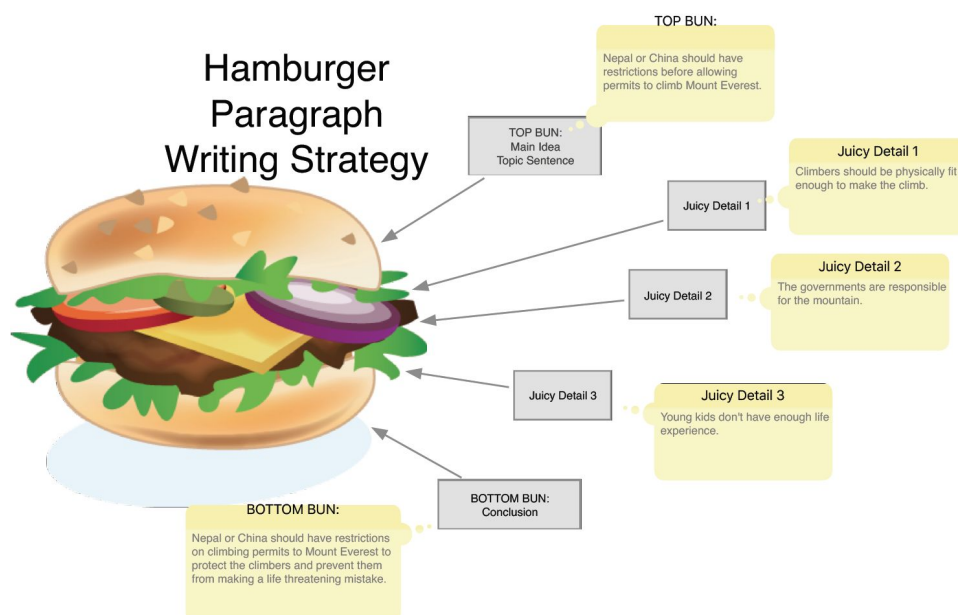 Hamburger
Paragraph
Writing Strategy
TOP BUN:
Nepal or China should have
restrictions before allowing
permits to climb Mount Everest.
TOP BUN:
Main Idea
Topic Sentence
Juicy Detail 1
Climbers should be physically fit
enough to make the climb.
Juicy Detail 1
Juicy Detail 2
The governments are responsible
for the mountain.
Juicy Detail 2
Juicy Detail 3
Juicy Detail 3
Young kids don't have enough life
experience.
BOTTOM BUN:
Conclusion
BOTTOM BUN:
Nepal or China should have restrictions
on climbing permits to Mount Everest to
protect the climbers and prevent them
from making a life threatening mistake.